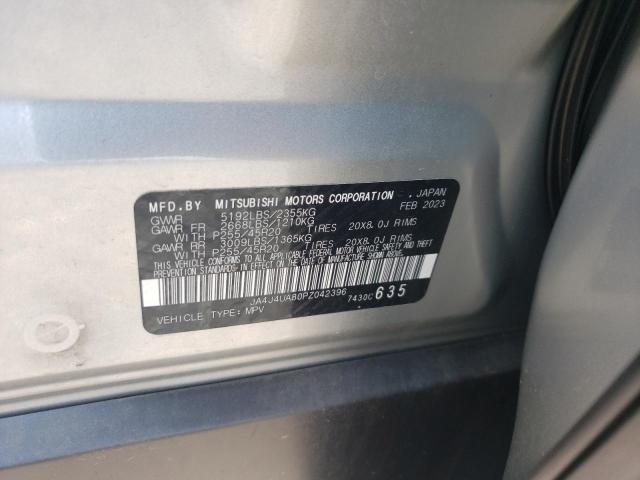 MFD.BY MITSUBISHI MOTORS CORPORATION, JAPAN
GVWR 5192LBS/2355KG FEB 2023
GAWR FR 2668LBS/1210KG
WITH P255/45R20 TIRES 20X8.0J RIMS
GAWR RR 3009LBS/1365KG
WITH P255/45R20 TIRES 20X8.0J RIMS
THIS VEHICLE CONFORMS TO ALL APPLICABLE FEDERAL MOTOR VEHICLE SAFETY, BUMPER, AND THEFT
PREVENTION STANDARDS IN EFFECT ON THE DATE OF MANUFACTURE SHOWN ABOVE.
JA4J4UAB0PZ042396 7430C 635
VEHICLE TYPE: MPV